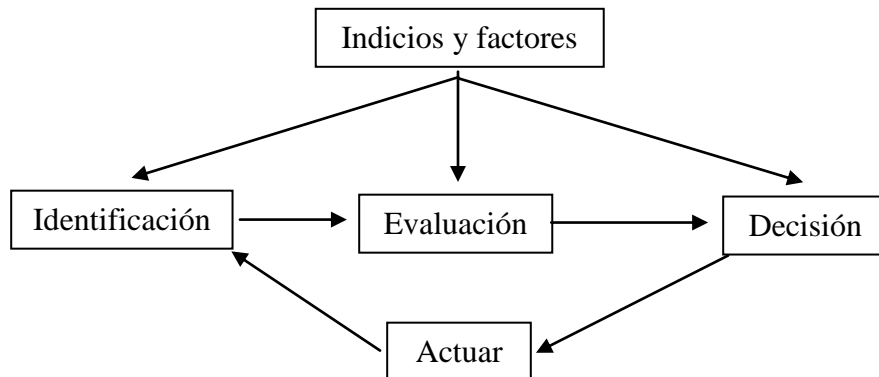 Indicios y factores
Identificación
Evaluación
Decisión
Actuar